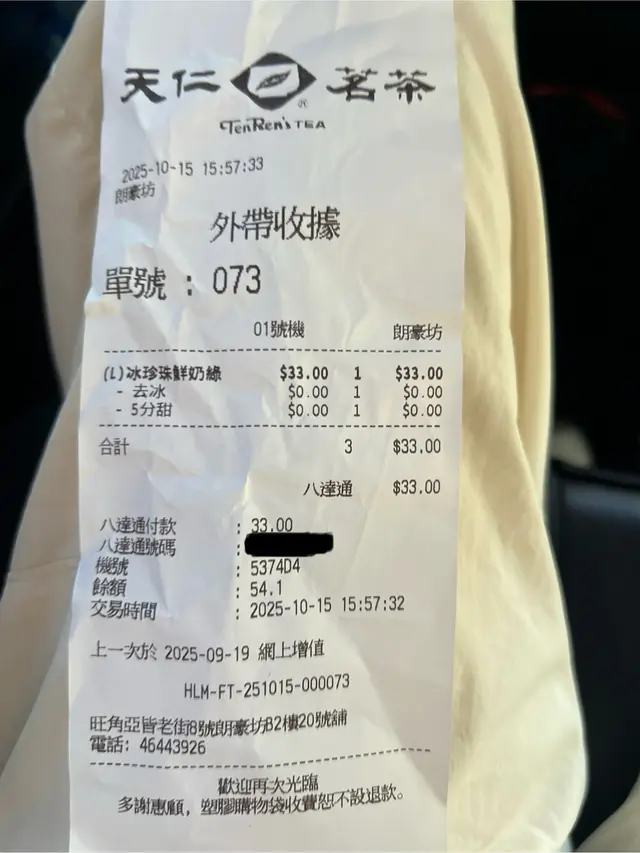 天仁茗茶
®
TenRen's TEA
2025-10-15 15:57:33
朗豪坊
外帶收據
單號 : 073
01號機 朗豪坊
(L)冰珍珠鮮奶綠 $33.00 1 $33.00
- 去冰 $0.00 1 $0.00
- 5分甜 $0.00 1 $0.00
合計 3 $33.00
八達通 $33.00
八達通付款 : 33.00
八達通號碼 :
機號 : 5374D4
餘額 : 54.1
交易時間 : 2025-10-15 15:57:32
上一次於 2025-09-19 網上增值
HLM-FT-251015-000073
旺角亞皆老街8號朗豪坊B2樓20號舖
電話: 46443926
歡迎再次光臨
多謝惠顧, 塑膠購物袋收費恕不設退款。